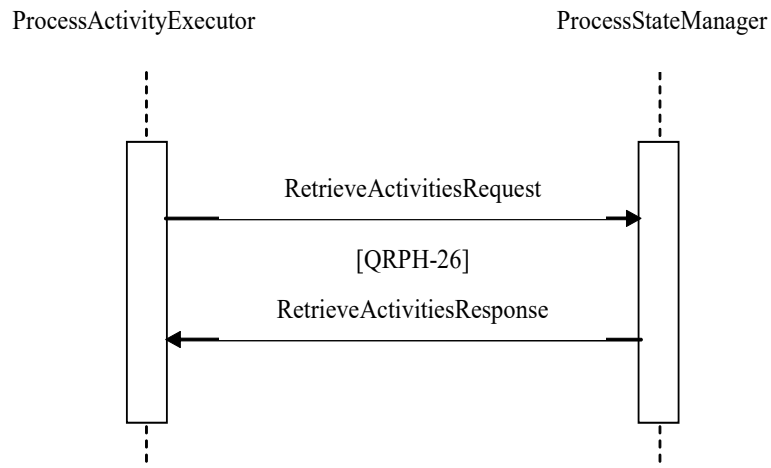 ProcessActivityExecutor
ProcessStateManager
RetrieveActivitiesRequest
[QRPH-26]
RetrieveActivitiesResponse